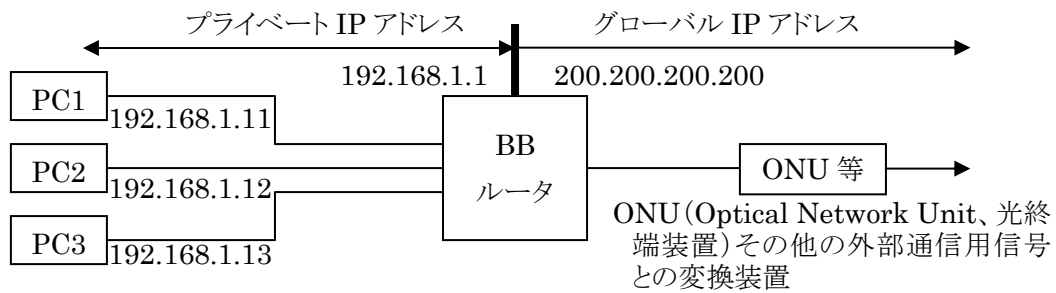 プライベート IP アドレス
グローバル IP アドレス
192.168.1.1
200.200.200.200
PC1
192.168.1.11
PC2
192.168.1.12
PC3
192.168.1.13
BB
ルータ
ONU 等
ONU(Optical Network Unit、光終
端装置)その他の外部通信用信号
との変換装置